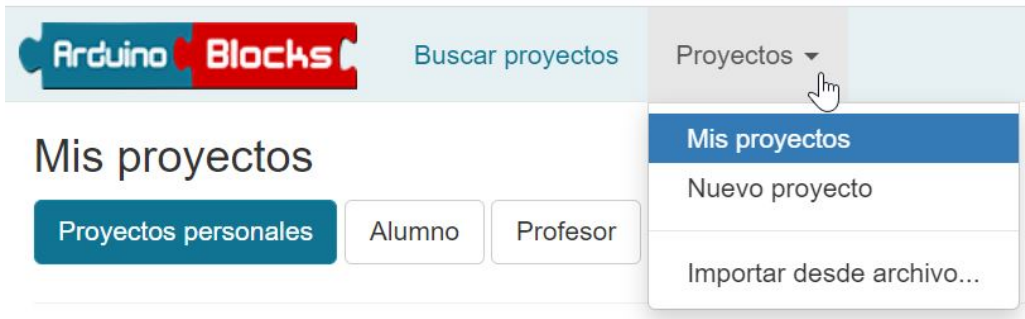 Arduino Blocks
Buscar proyectos
Proyectos
Mis proyectos
Nuevo proyecto
Importar desde archivo...
Mis proyectos
Proyectos personales
Alumno
Profesor